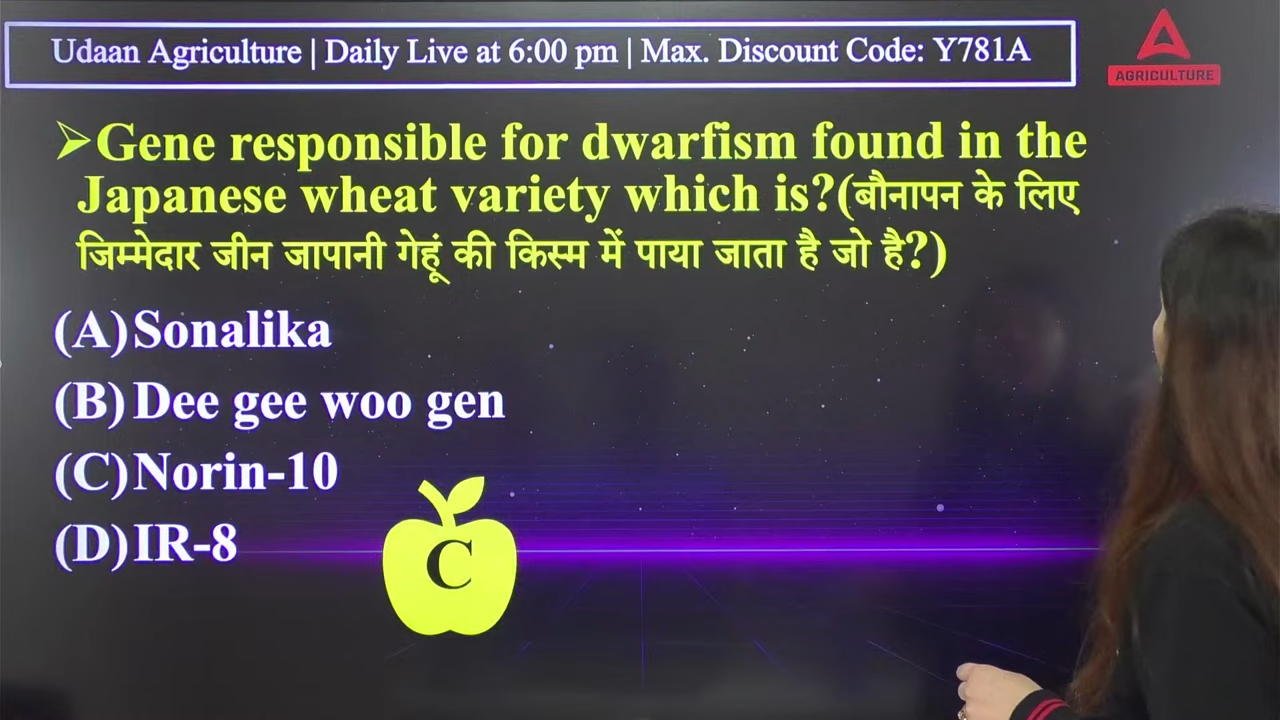 Udaan Agriculture | Daily Live at 6:00 pm | Max. Discount Code: Y781A
AGRICULTURE
➢Gene responsible for dwarfism found in the
Japanese wheat variety which is?(बौनापन के लिए
जिम्मेदार जीन जापानी गेहूं की किस्म में पाया जाता है जो है?)
(A)Sonalika
(B)Dee gee woo gen
(C)Norin-10
(D)IR-8
C